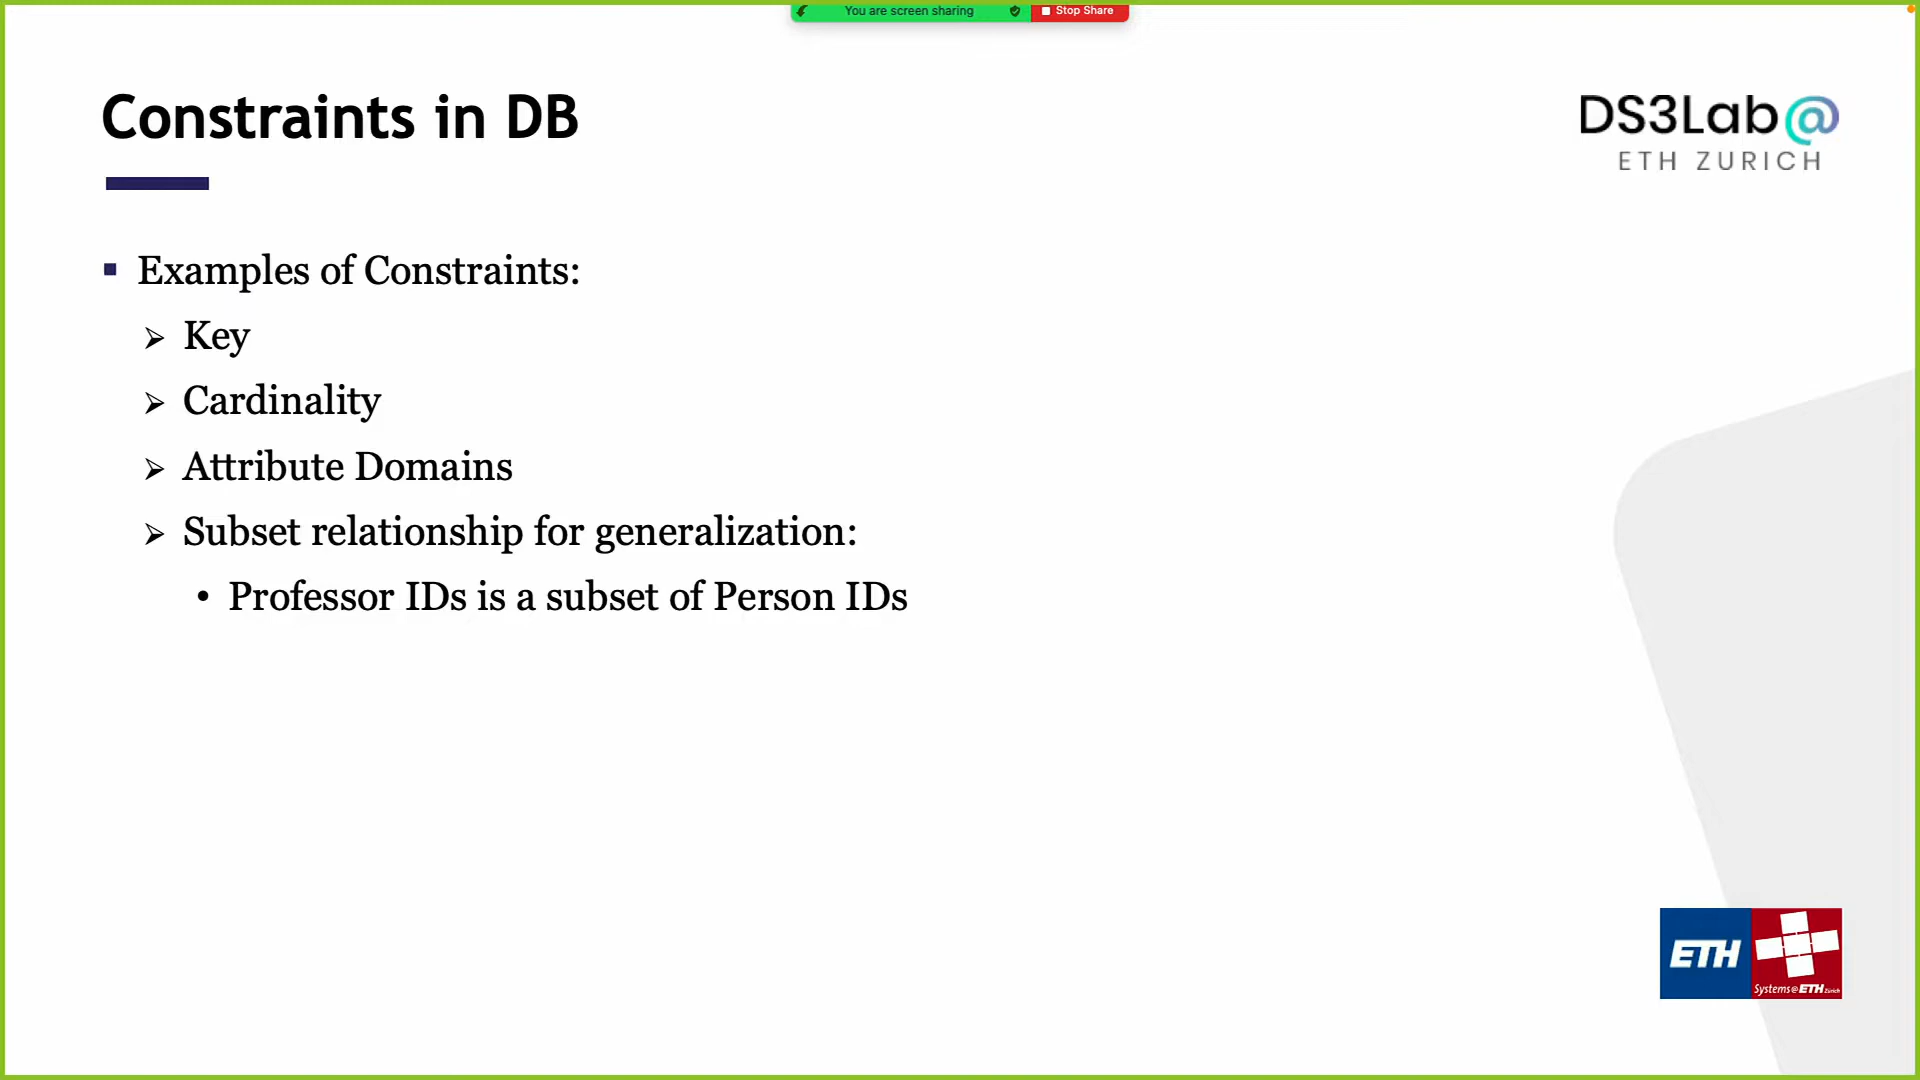 You are screen sharing
Stop Share
Constraints in DB
DS3Lab@
ETH ZURICH
▪ Examples of Constraints:
➢ Key
➢ Cardinality
➢ Attribute Domains
➢ Subset relationship for generalization:
• Professor IDs is a subset of Person IDs
ETH
Systems@ETH Zürich